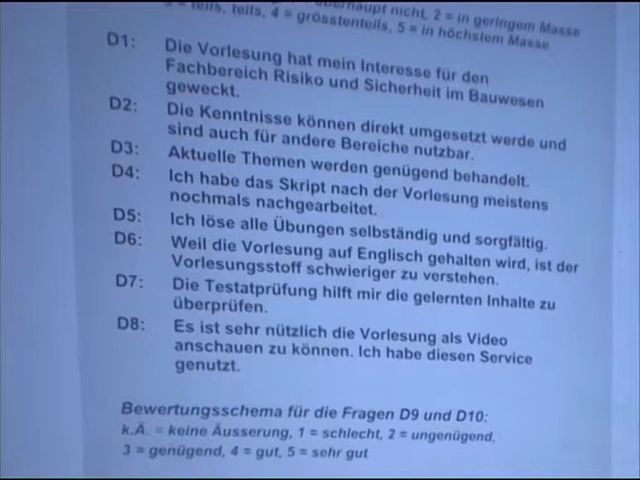 überhaupt nicht, 2 = in geringem Masse
3 = teils, teils, 4 = grösstenteils, 5 = in höchstem Masse
D1: Die Vorlesung hat mein Interesse für den
Fachbereich Risiko und Sicherheit im Bauwesen
geweckt.
D2: Die Kenntnisse können direkt umgesetzt werde und
sind auch für andere Bereiche nutzbar.
D3: Aktuelle Themen werden genügend behandelt.
D4: Ich habe das Skript nach der Vorlesung meistens
nochmals nachgearbeitet.
D5: Ich löse alle Übungen selbständig und sorgfältig.
D6: Weil die Vorlesung auf Englisch gehalten wird, ist der
Vorlesungsstoff schwieriger zu verstehen.
D7: Die Testatprüfung hilft mir die gelernten Inhalte zu
überprüfen.
D8: Es ist sehr nützlich die Vorlesung als Video
anschauen zu können. Ich habe diesen Service
genutzt.
Bewertungsschema für die Fragen D9 und D10:
k.Ä. = keine Äusserung, 1 = schlecht, 2 = ungenügend,
3 = genügend, 4 = gut, 5 = sehr gut